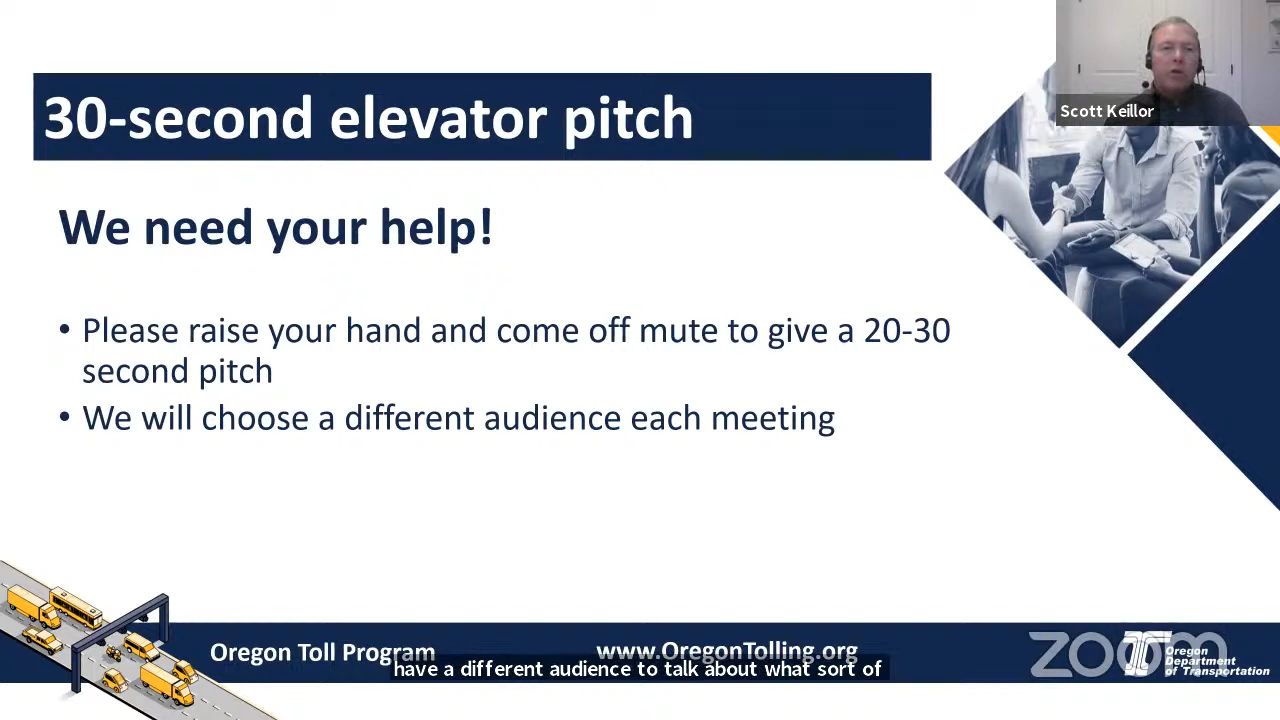 Scott Keillor
30-second elevator pitch
We need your help!
• Please raise your hand and come off mute to give a 20-30
second pitch
• We will choose a different audience each meeting
Oregon Toll Program
www.OregonTolling.org
have a different audience to talk about what sort of
zoom
Oregon
Department
of Transportation